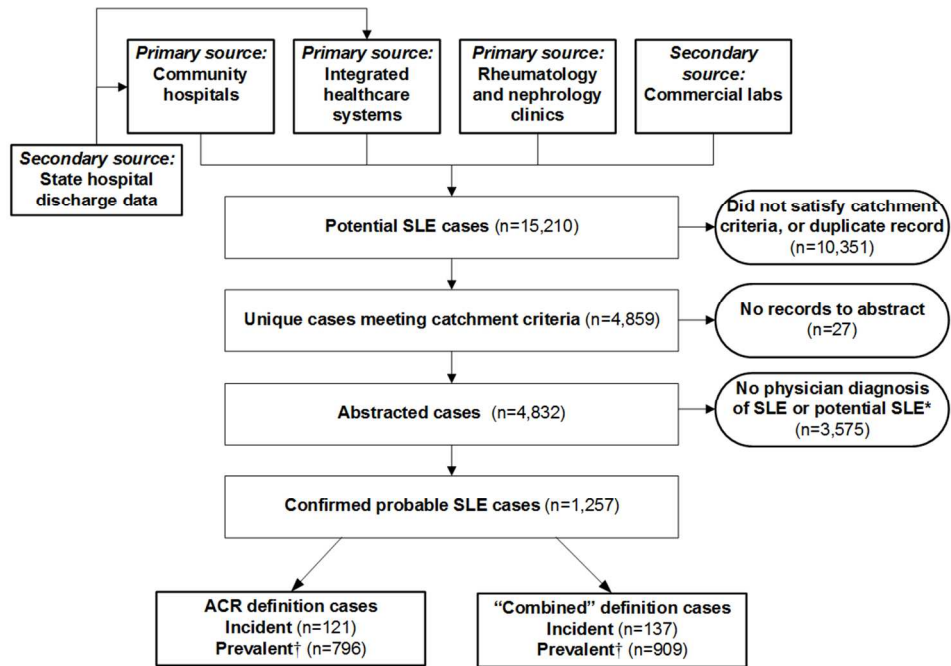 Primary source:
Community
hospitals
Primary source:
Integrated
healthcare
systems
Primary source:
Rheumatology
and nephrology
clinics
Secondary
source:
Commercial labs
Secondary source:
State hospital
discharge data
Potential SLE cases (n=15,210)
Did not satisfy catchment
criteria, or duplicate record
(n=10,351)
Unique cases meeting catchment criteria (n=4,859)
No records to abstract
(n=27)
Abstracted cases (n=4,832)
No physician diagnosis
of SLE or potential SLE*
(n=3,575)
Confirmed probable SLE cases (n=1,257)
ACR definition cases
Incident (n=121)
Prevalent† (n=796)
“Combined” definition cases
Incident (n=137)
Prevalent† (n=909)